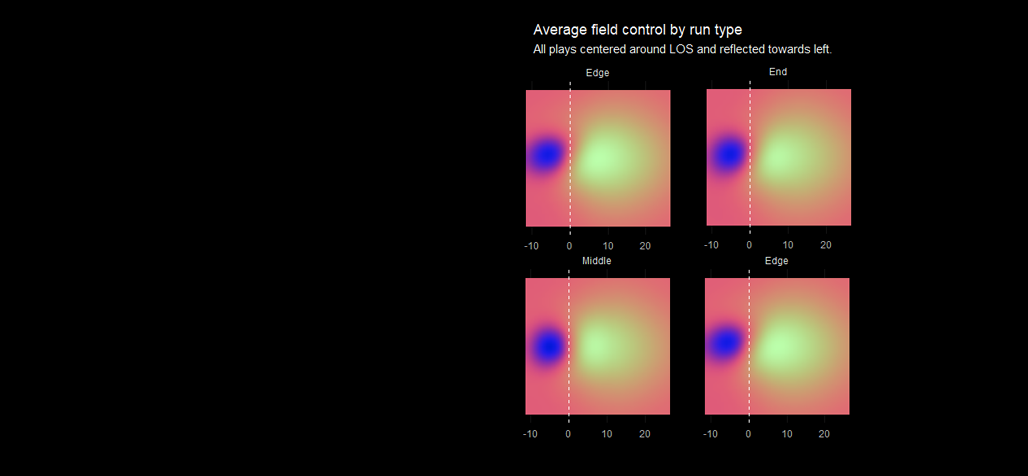 Average field control by run type
All plays centered around LOS and reflected towards left.
Edge
End
-10 0 10 20
-10 0 10 20
Middle
Edge
-10 0 10 20
-10 0 10 20